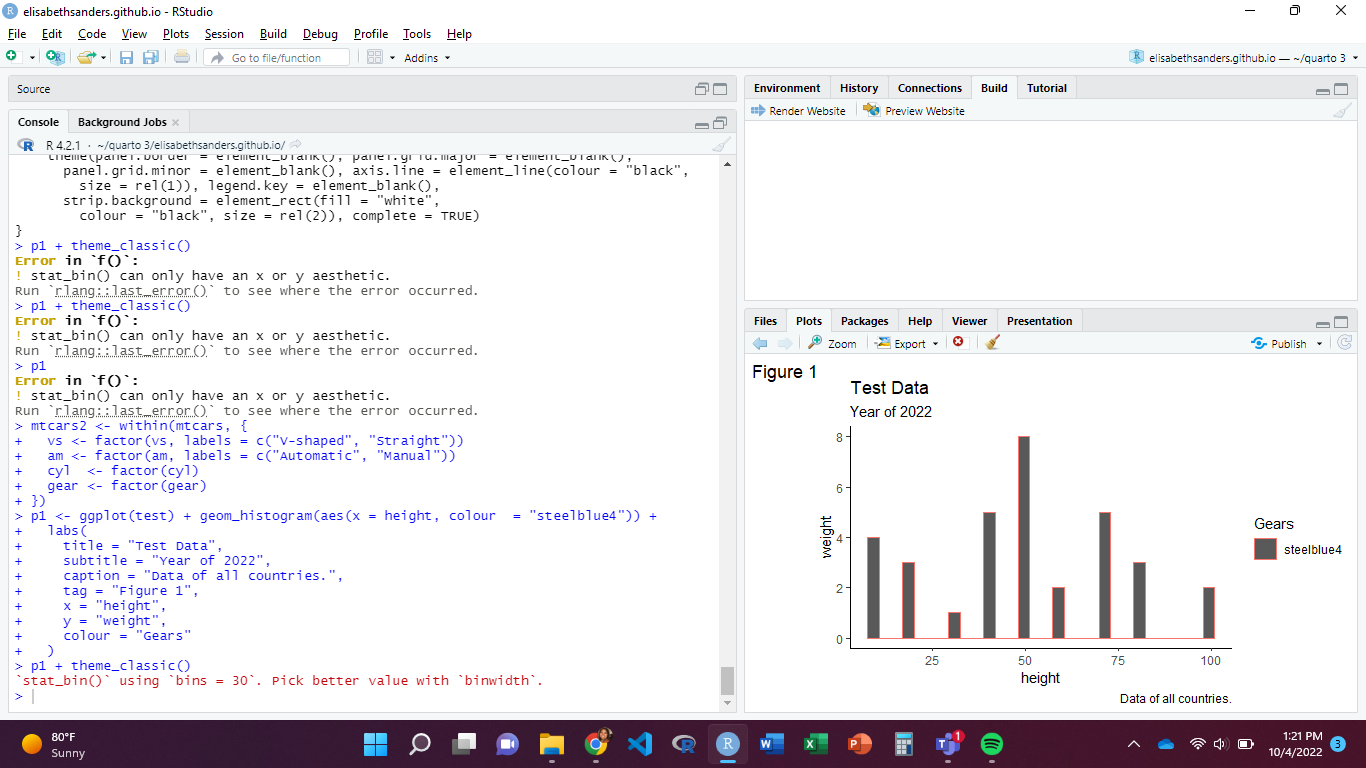 elisabethsanders.github.io - RStudio
File Edit Code View Plots Session Build Debug Profile Tools Help
Go to file/function Addins elisabethsanders.github.io — ~/quarto 3
Source
Console Background Jobs
R 4.2.1 · ~/quarto 3/elisabethsanders.github.io/
theme(panel.border = element_blank(), panel.grid.major = element_blank(),
panel.grid.minor = element_blank(), axis.line = element_line(colour = "black",
size = rel(1)), legend.key = element_blank(),
strip.background = element_rect(fill = "white",
colour = "black", size = rel(2)), complete = TRUE)
}
> p1 + theme_classic()
Error in `f()`:
! stat_bin() can only have an x or y aesthetic.
Run `rlang::last_error()` to see where the error occurred.
> p1 + theme_classic()
Error in `f()`:
! stat_bin() can only have an x or y aesthetic.
Run `rlang::last_error()` to see where the error occurred.
> p1
Error in `f()`:
! stat_bin() can only have an x or y aesthetic.
Run `rlang::last_error()` to see where the error occurred.
> mtcars2 <- within(mtcars, {
+   vs <- factor(vs, labels = c("V-shaped", "Straight"))
+   am <- factor(am, labels = c("Automatic", "Manual"))
+   cyl  <- factor(cyl)
+   gear <- factor(gear)
+ })
> p1 <- ggplot(test) + geom_histogram(aes(x = height, colour  = "steelblue4")) +
+   labs(
+     title = "Test Data",
+     subtitle = "Year of 2022",
+     caption = "Data of all countries.",
+     tag = "Figure 1",
+     x = "height",
+     y = "weight",
+     colour = "Gears"
+   )
> p1 + theme_classic()
`stat_bin()` using `bins = 30`. Pick better value with `binwidth`.
>
Environment History Connections Build Tutorial
Render Website Preview Website
Files Plots Packages Help Viewer Presentation
Zoom Export Publish
Figure 1
Test Data
Year of 2022
8
6
4
2
0
weight
25 50 75 100
height
Data of all countries.
Gears
steelblue4
80°F
Sunny
1
1:21 PM
10/4/2022
3